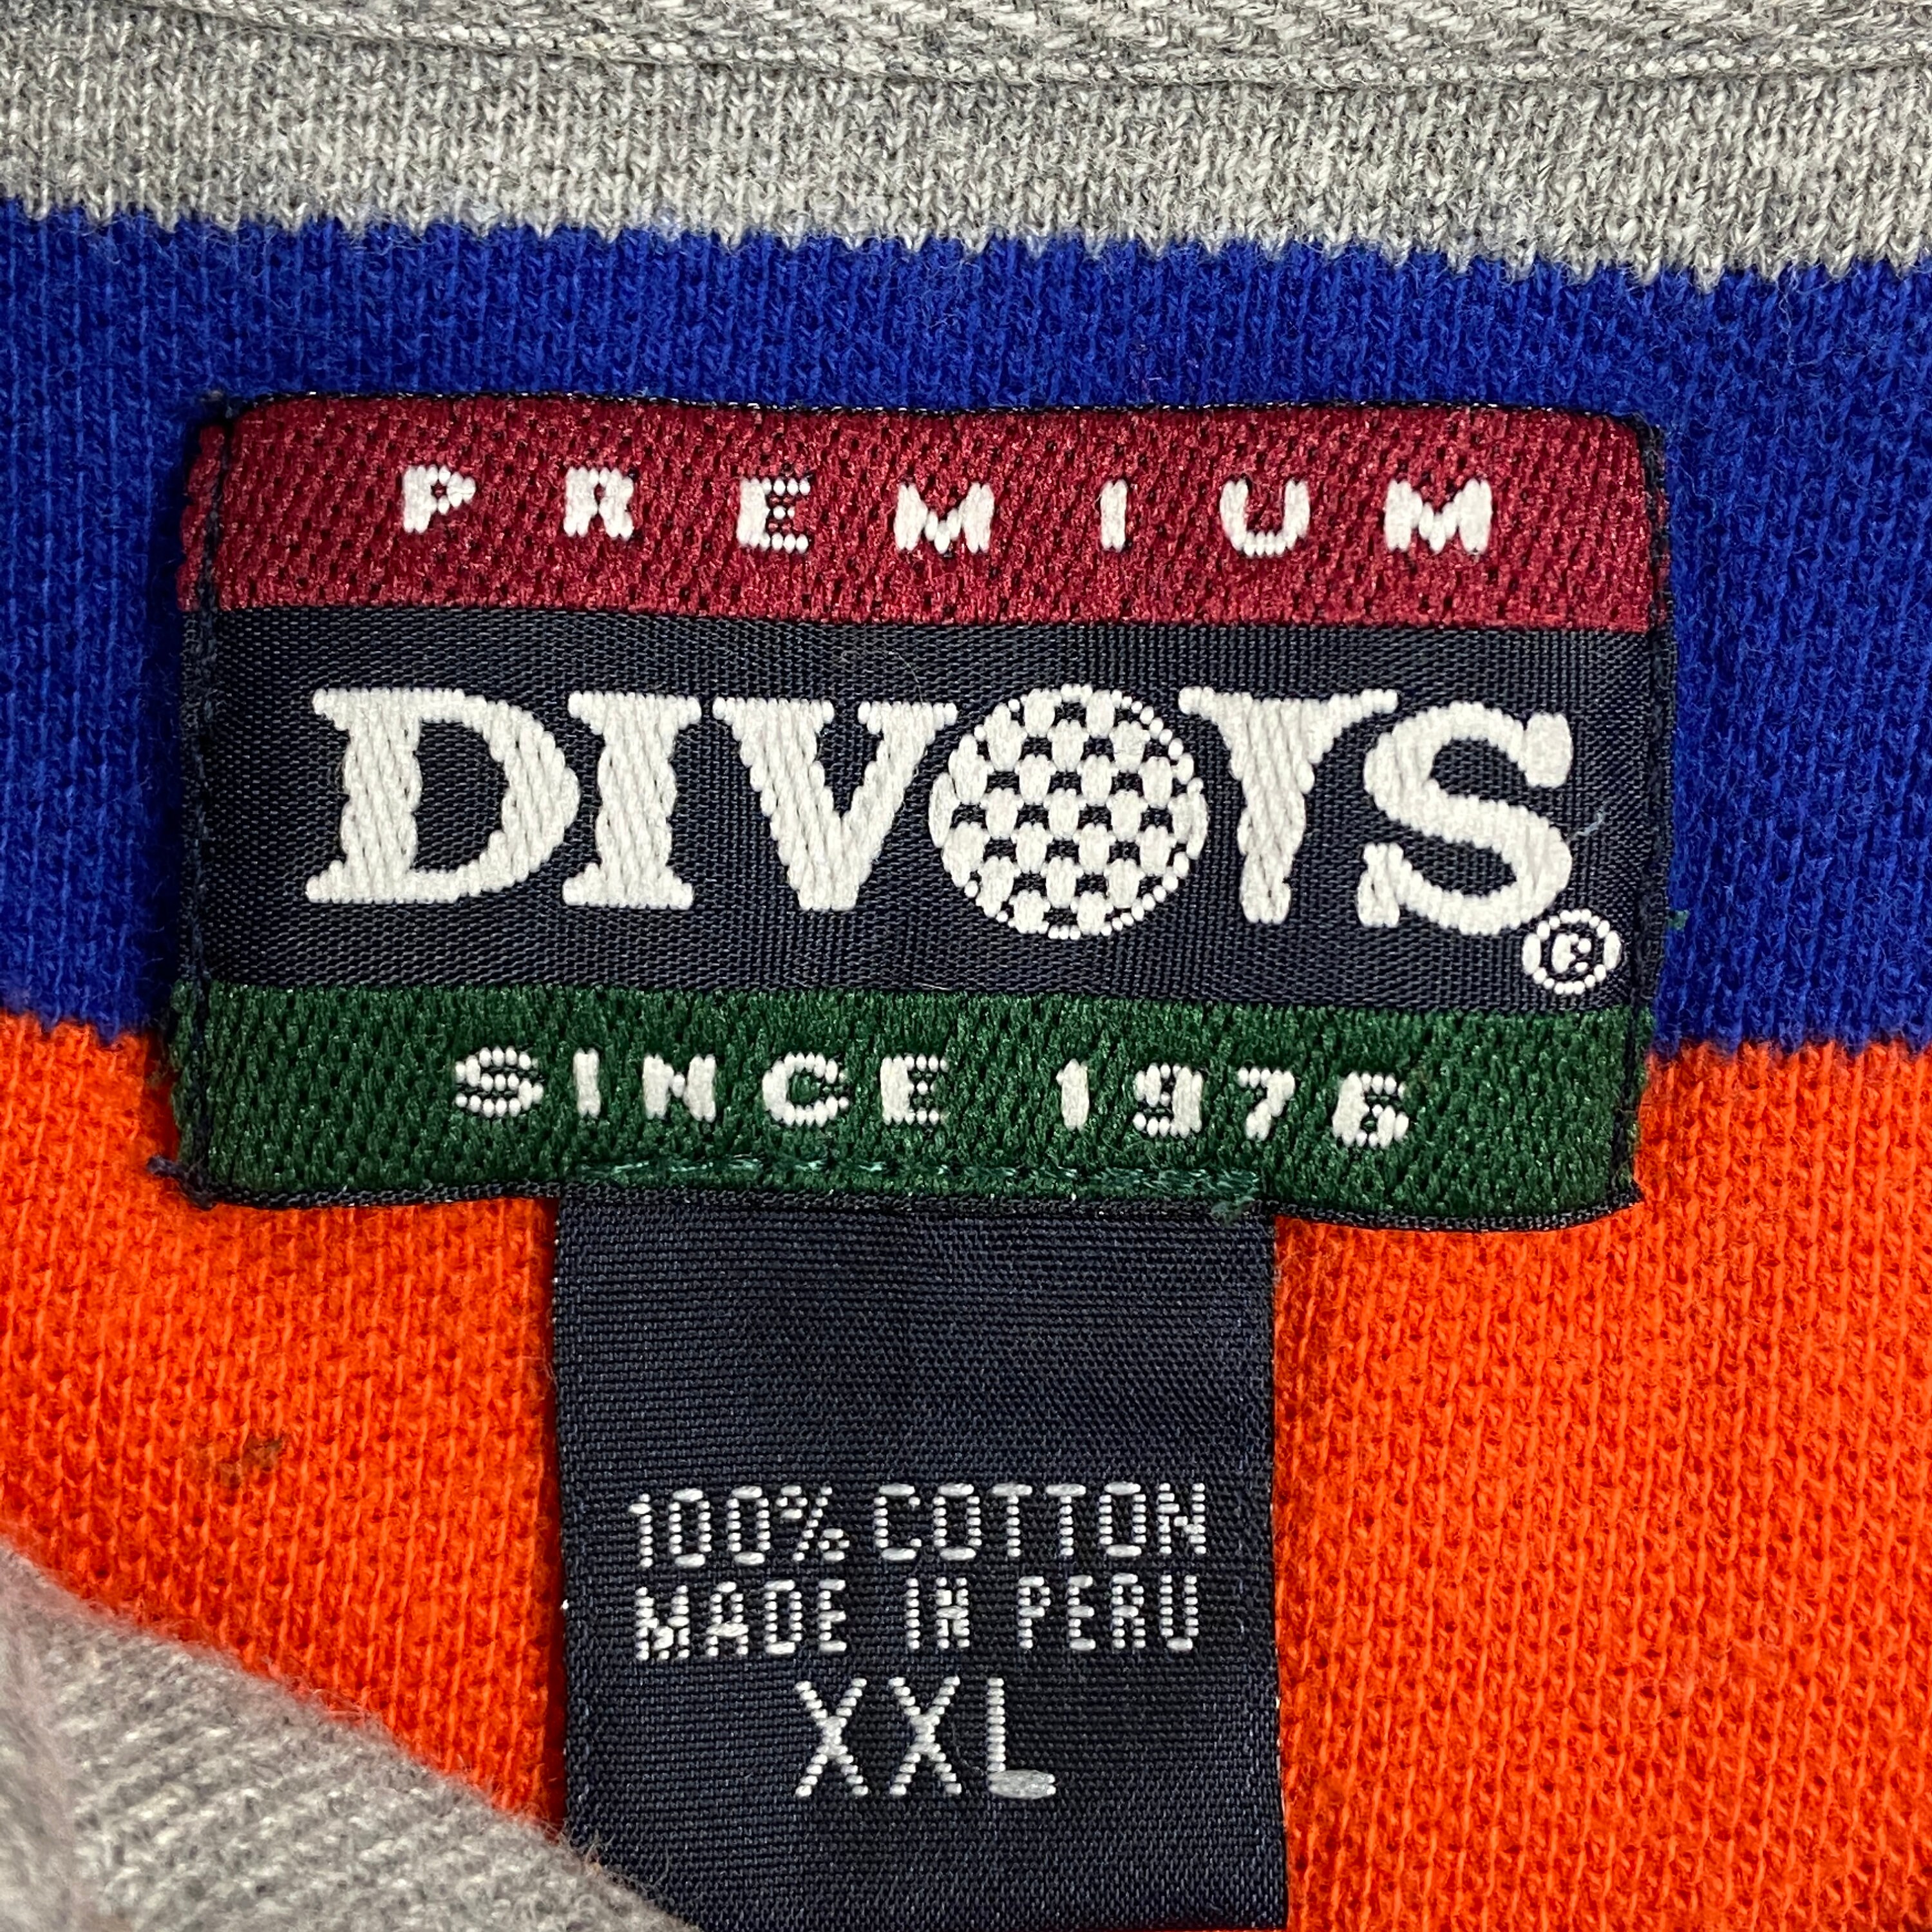 PREMIUM
DIVOTS®
SINCE 1976
100% COTTON
MADE IN PERU
XXL